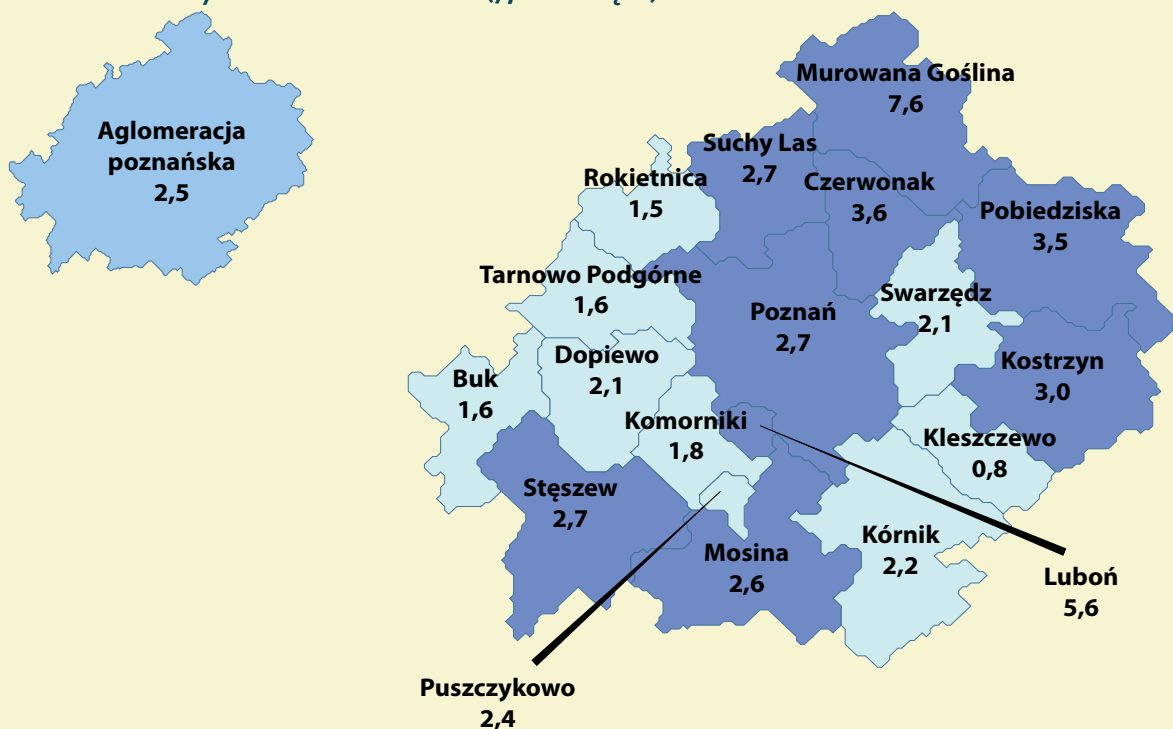 Aglomeracja
poznańska
2,5
Murowana Goślina
7,6
Suchy Las
2,7
Czerwonak
3,6
Rokietnica
1,5
Pobiedziska
3,5
Tarnowo Podgórne
1,6
Swarzędz
2,1
Poznań
2,7
Dopiewo
2,1
Buk
1,6
Kostrzyn
3,0
Komorniki
1,8
Kleszczewo
0,8
Stęszew
2,7
Mosina
2,6
Kórnik
2,2
Luboń
5,6
Puszczykowo
2,4